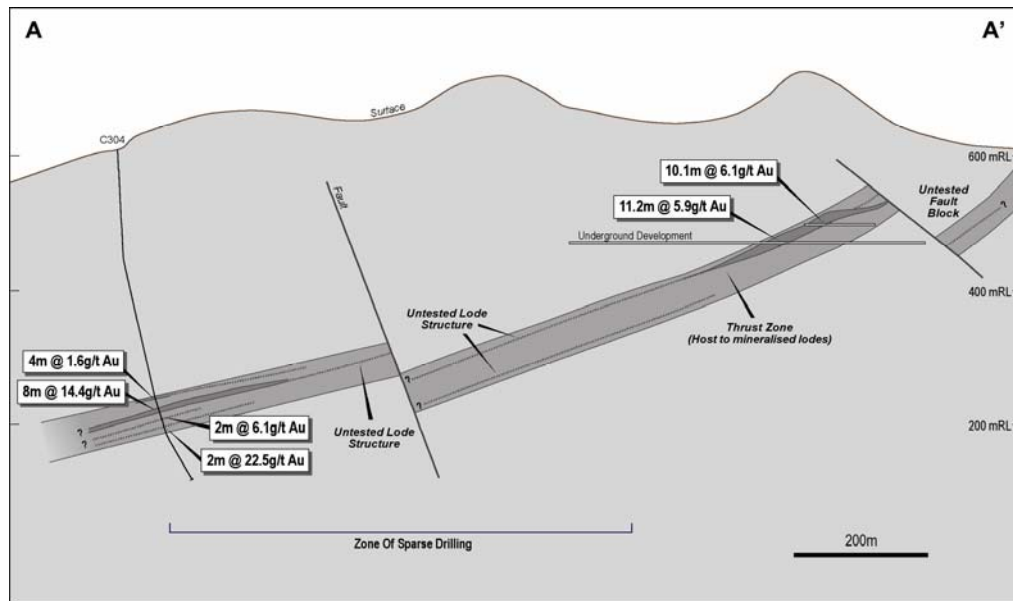 A
A'
Surface
C304
600 mRL
10.1m @ 6.1g/t Au
Untested
Fault
Block
?
Fault
11.2m @ 5.9g/t Au
Underground Development
400 mRL
Untested Lode
Structure
Thrust Zone
(Host to mineralised lodes)
4m @ 1.6g/t Au
8m @ 14.4g/t Au
?
?
2m @ 6.1g/t Au
?
?
Untested Lode
Structure
200 mRL
2m @ 22.5g/t Au
Zone Of Sparse Drilling
200m